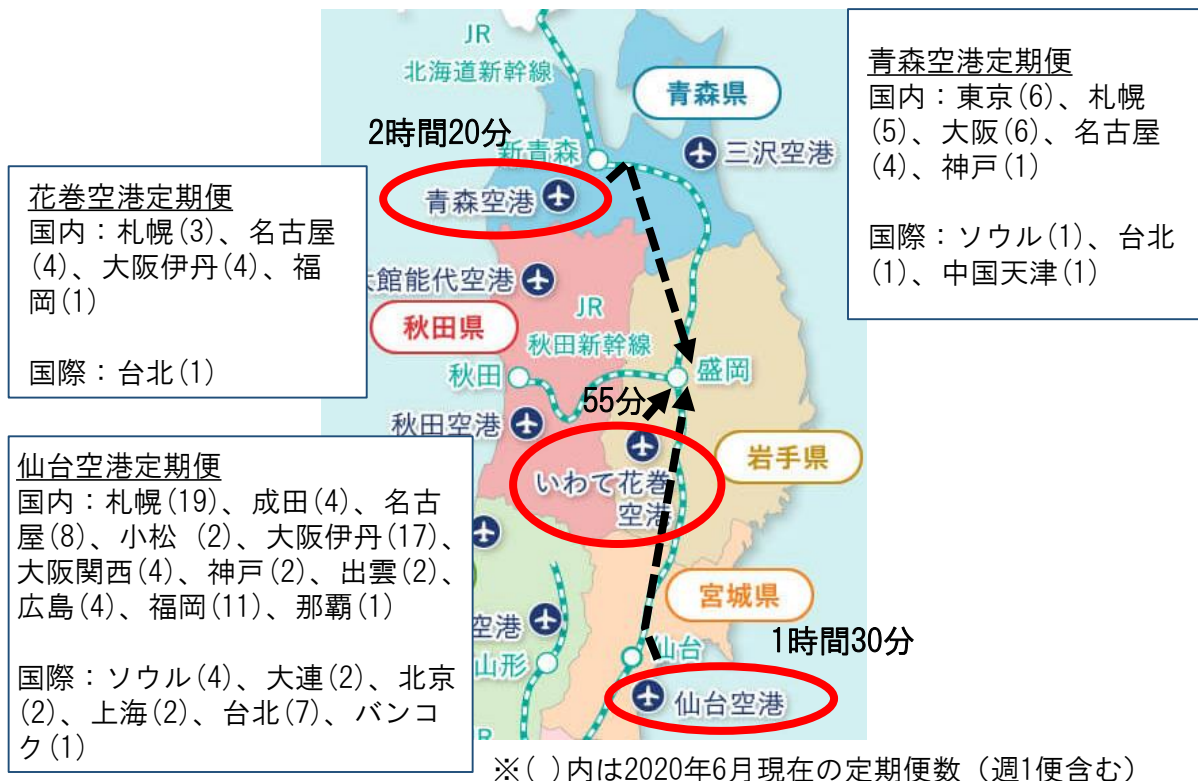 JR
北海道新幹線
青森県
2時間20分
新青森
三沢空港
青森空港
青森空港定期便
国内：東京(6)、札幌
(5)、大阪(6)、名古屋
(4)、神戸(1)
国際：ソウル(1)、台北
(1)、中国天津(1)
花巻空港定期便
国内：札幌(3)、名古屋
(4)、大阪伊丹(4)、福
岡(1)
国際：台北(1)
館能代空港
秋田県
JR
秋田新幹線
秋田
盛岡
55分
秋田空港
いわて花巻
空港
岩手県
仙台空港定期便
国内：札幌(19)、成田(4)、名古
屋(8)、小松 (2)、大阪伊丹(17)、
大阪関西(4)、神戸(2)、出雲(2)、
広島(4)、福岡(11)、那覇(1)
国際：ソウル(4)、大連(2)、北京
(2)、上海(2)、台北(7)、バンコ
ク(1)
宮城県
空港
1時間30分
山形
仙台
仙台空港
R
※( )内は2020年6月現在の定期便数（週1便含む）